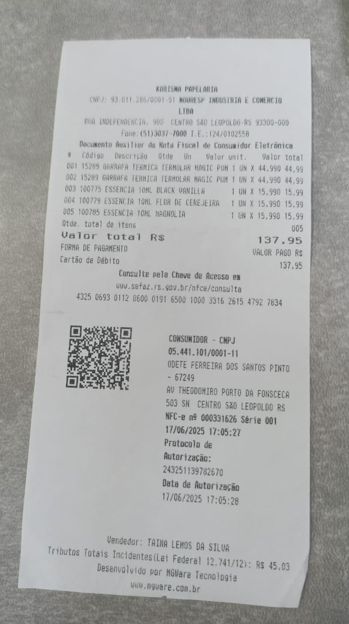 KARISMA PAPELARIA
CNPJ: 93.011.286/0001-91 NOURESP INDUSTRIA E COMERCIO
LTDA
RUA INDEPENDENCIA, 900 CENTRO SÃO LEOPOLDO-RS 93300-000
Fone:(51)3037-7000 I.E.:124/0102558
Documento Auxiliar da Nota Fiscal de Consumidor Eletrônica
# Código Descrição Qtde Un Valor unit. Valor total
001 15299 GARRAFA TERMICA TERMOLAR MAGIC PUM 1 UN X 44,990 44,99
002 15299 GARRAFA TERMICA TERMOLAR MAGIC PUM 1 UN X 44,990 44,99
003 100775 ESSENCIA 10ML BLACK VANILLA 1 UN X 15,990 15,99
004 100779 ESSENCIA 10ML FLOR DE CEREJEIRA 1 UN X 15,990 15,99
005 100785 ESSENCIA 10ML MAGNOLIA 1 UN X 15,990 15,99
Qtde. total de itens 005
Valor total R$ 137.95
FORMA DE PAGAMENTO VALOR PAGO R$
Cartão de Débito 137.95
Consulte pela Chave de Acesso em
www.sefaz.rs.gov.br/nfce/consulta
4325 0693 0112 8600 0191 6500 1000 3316 2615 4792 7834
CONSUMIDOR - CNPJ
05.441.101/0001-11
ODETE FERREIRA DOS SANTOS PINTO
- 67249
AV THEODOMIRO PORTO DA FONSCECA
503 SN CENTRO SAO LEOPOLDO RS
NFC-e nº 000331626 Série 001
17/06/2025 17:05:27
Protocolo de
Autorização:
243251139782670
Data de Autorização
17/06/2025 17:05:28
Vendedor: TAINA LEMOS DA SILVA
Tributos Totais Incidentes(Lei Federal 12.741/12): R$ 45,03
Desenvolvido por MGWare Tecnologia
www.mgware.com.br